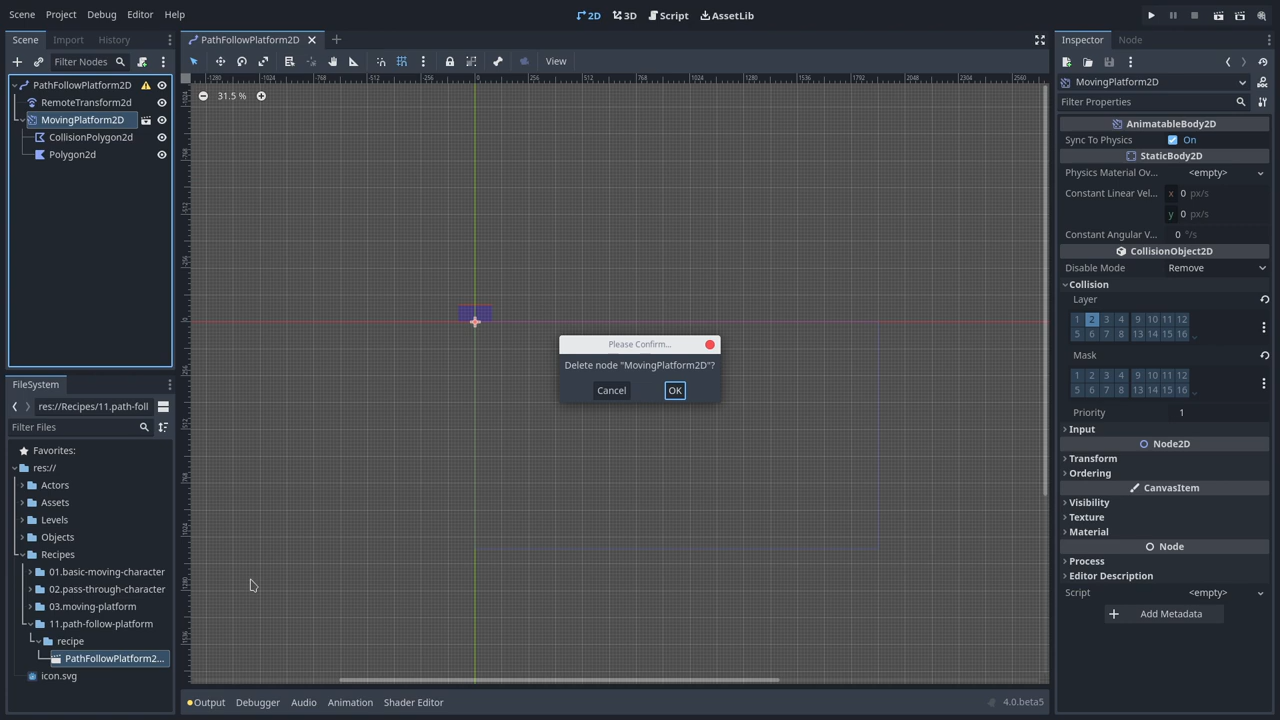 Scene Project Debug Editor Help
2D 3D Script AssetLib
Scene Import History
PathFollowPlatform2D
Inspector Node
Filter Nodes
View
PathFollowPlatform2D
RemoteTransform2d
MovingPlatform2D
CollisionPolygon2d
Polygon2d
31.5 %
Please Confirm...
Delete node "MovingPlatform2D"?
Cancel OK
MovingPlatform2D
Filter Properties
AnimatableBody2D
Sync To Physics On
StaticBody2D
Physics Material Ov... <empty>
Constant Linear Vel... x 0 px/s
y 0 px/s
Constant Angular V... 0 °/s
CollisionObject2D
Disable Mode Remove
Collision
Layer
1 2 3 4 9 10 11 12
5 6 7 8 13 14 15 16
Mask
1 2 3 4 9 10 11 12
5 6 7 8 13 14 15 16
Priority 1
Input
Node2D
Transform
Ordering
CanvasItem
Visibility
Texture
Material
Node
Process
Editor Description
Script <empty>
Add Metadata
FileSystem
res://Recipes/11.path-foll
Filter Files
Favorites:
res://
Actors
Assets
Levels
Objects
Recipes
01.basic-moving-character
02.pass-through-character
03.moving-platform
11.path-follow-platform
recipe
PathFollowPlatform2...
icon.svg
Output Debugger Audio Animation Shader Editor
4.0.beta5